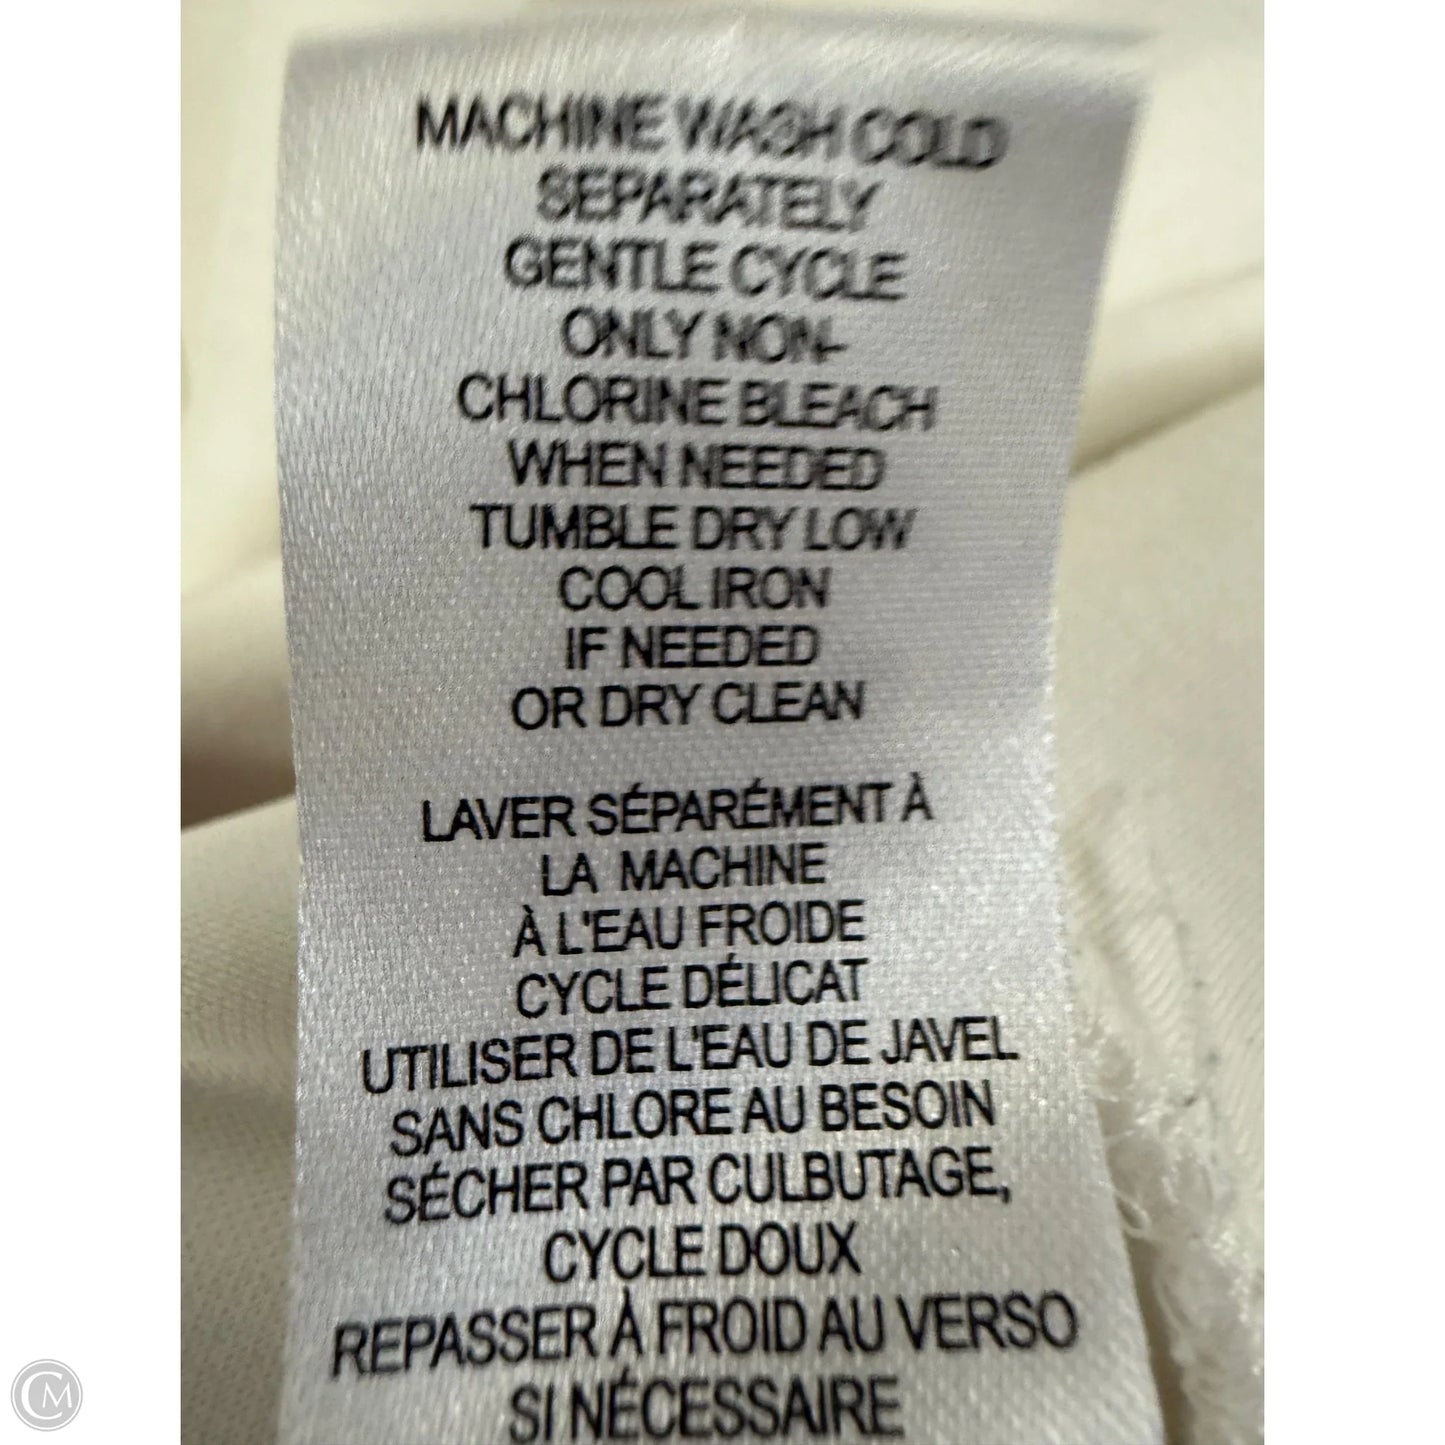 MACHINE WASH COLD
SEPARATELY
GENTLE CYCLE
ONLY NON-
CHLORINE BLEACH
WHEN NEEDED
TUMBLE DRY LOW
COOL IRON
IF NEEDED
OR DRY CLEAN
LAVER SÉPARÉMENT À
LA MACHINE
À L'EAU FROIDE
CYCLE DÉLICAT
UTILISER DE L'EAU DE JAVEL
SANS CHLORE AU BESOIN
SÉCHER PAR CULBUTAGE,
CYCLE DOUX
REPASSER À FROID AU VERSO
SI NÉCESSAIRE
CM